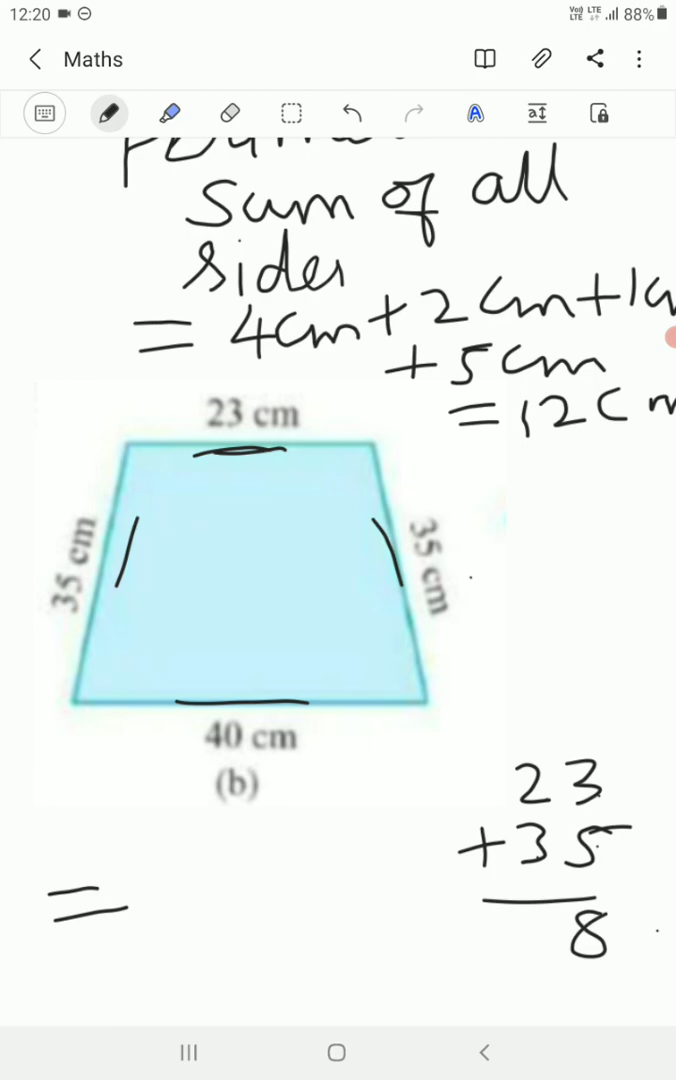 12:20 88%
Maths
sum of all
sides
= 4cm + 2cm + 1c
+ 5cm
= 12cm
23 cm
35 cm
35 cm
40 cm
(b)
23
+35
8
=